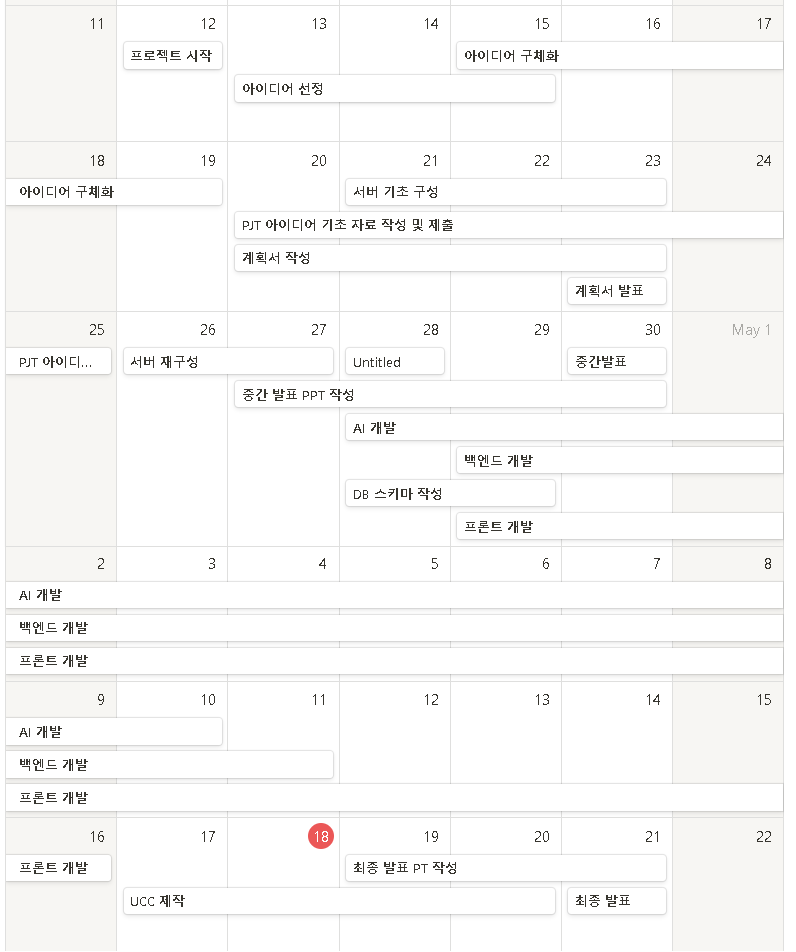 11 12 13 14 15 16 17
프로젝트 시작 아이디어 구체화
아이디어 선정
18 19 20 21 22 23 24
아이디어 구체화 서버 기초 구성
PJT 아이디어 기초 자료 작성 및 제출
계획서 작성
계획서 발표
25 26 27 28 29 30 May 1
PJT 아이디... 서버 재구성 Untitled 중간발표
중간 발표 PPT 작성
AI 개발
백엔드 개발
DB 스키마 작성
프론트 개발
2 3 4 5 6 7 8
AI 개발
백엔드 개발
프론트 개발
9 10 11 12 13 14 15
AI 개발
백엔드 개발
프론트 개발
16 17 18 19 20 21 22
프론트 개발 최종 발표 PT 작성
UCC 제작 최종 발표